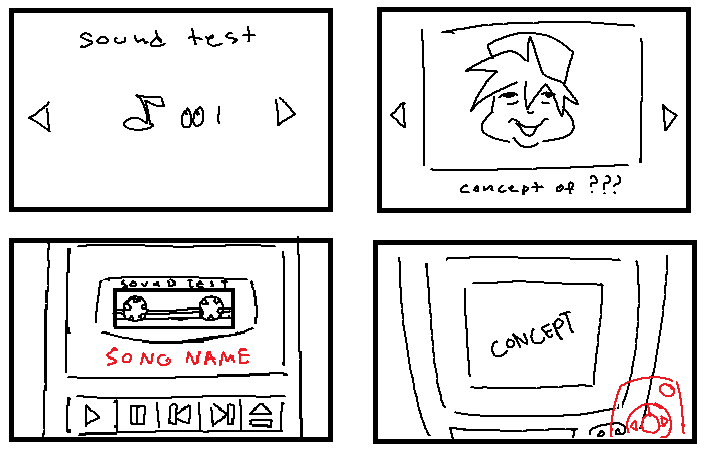 sound test
001
concept of ???
SOUND TEST
SONG NAME
CONCEPT